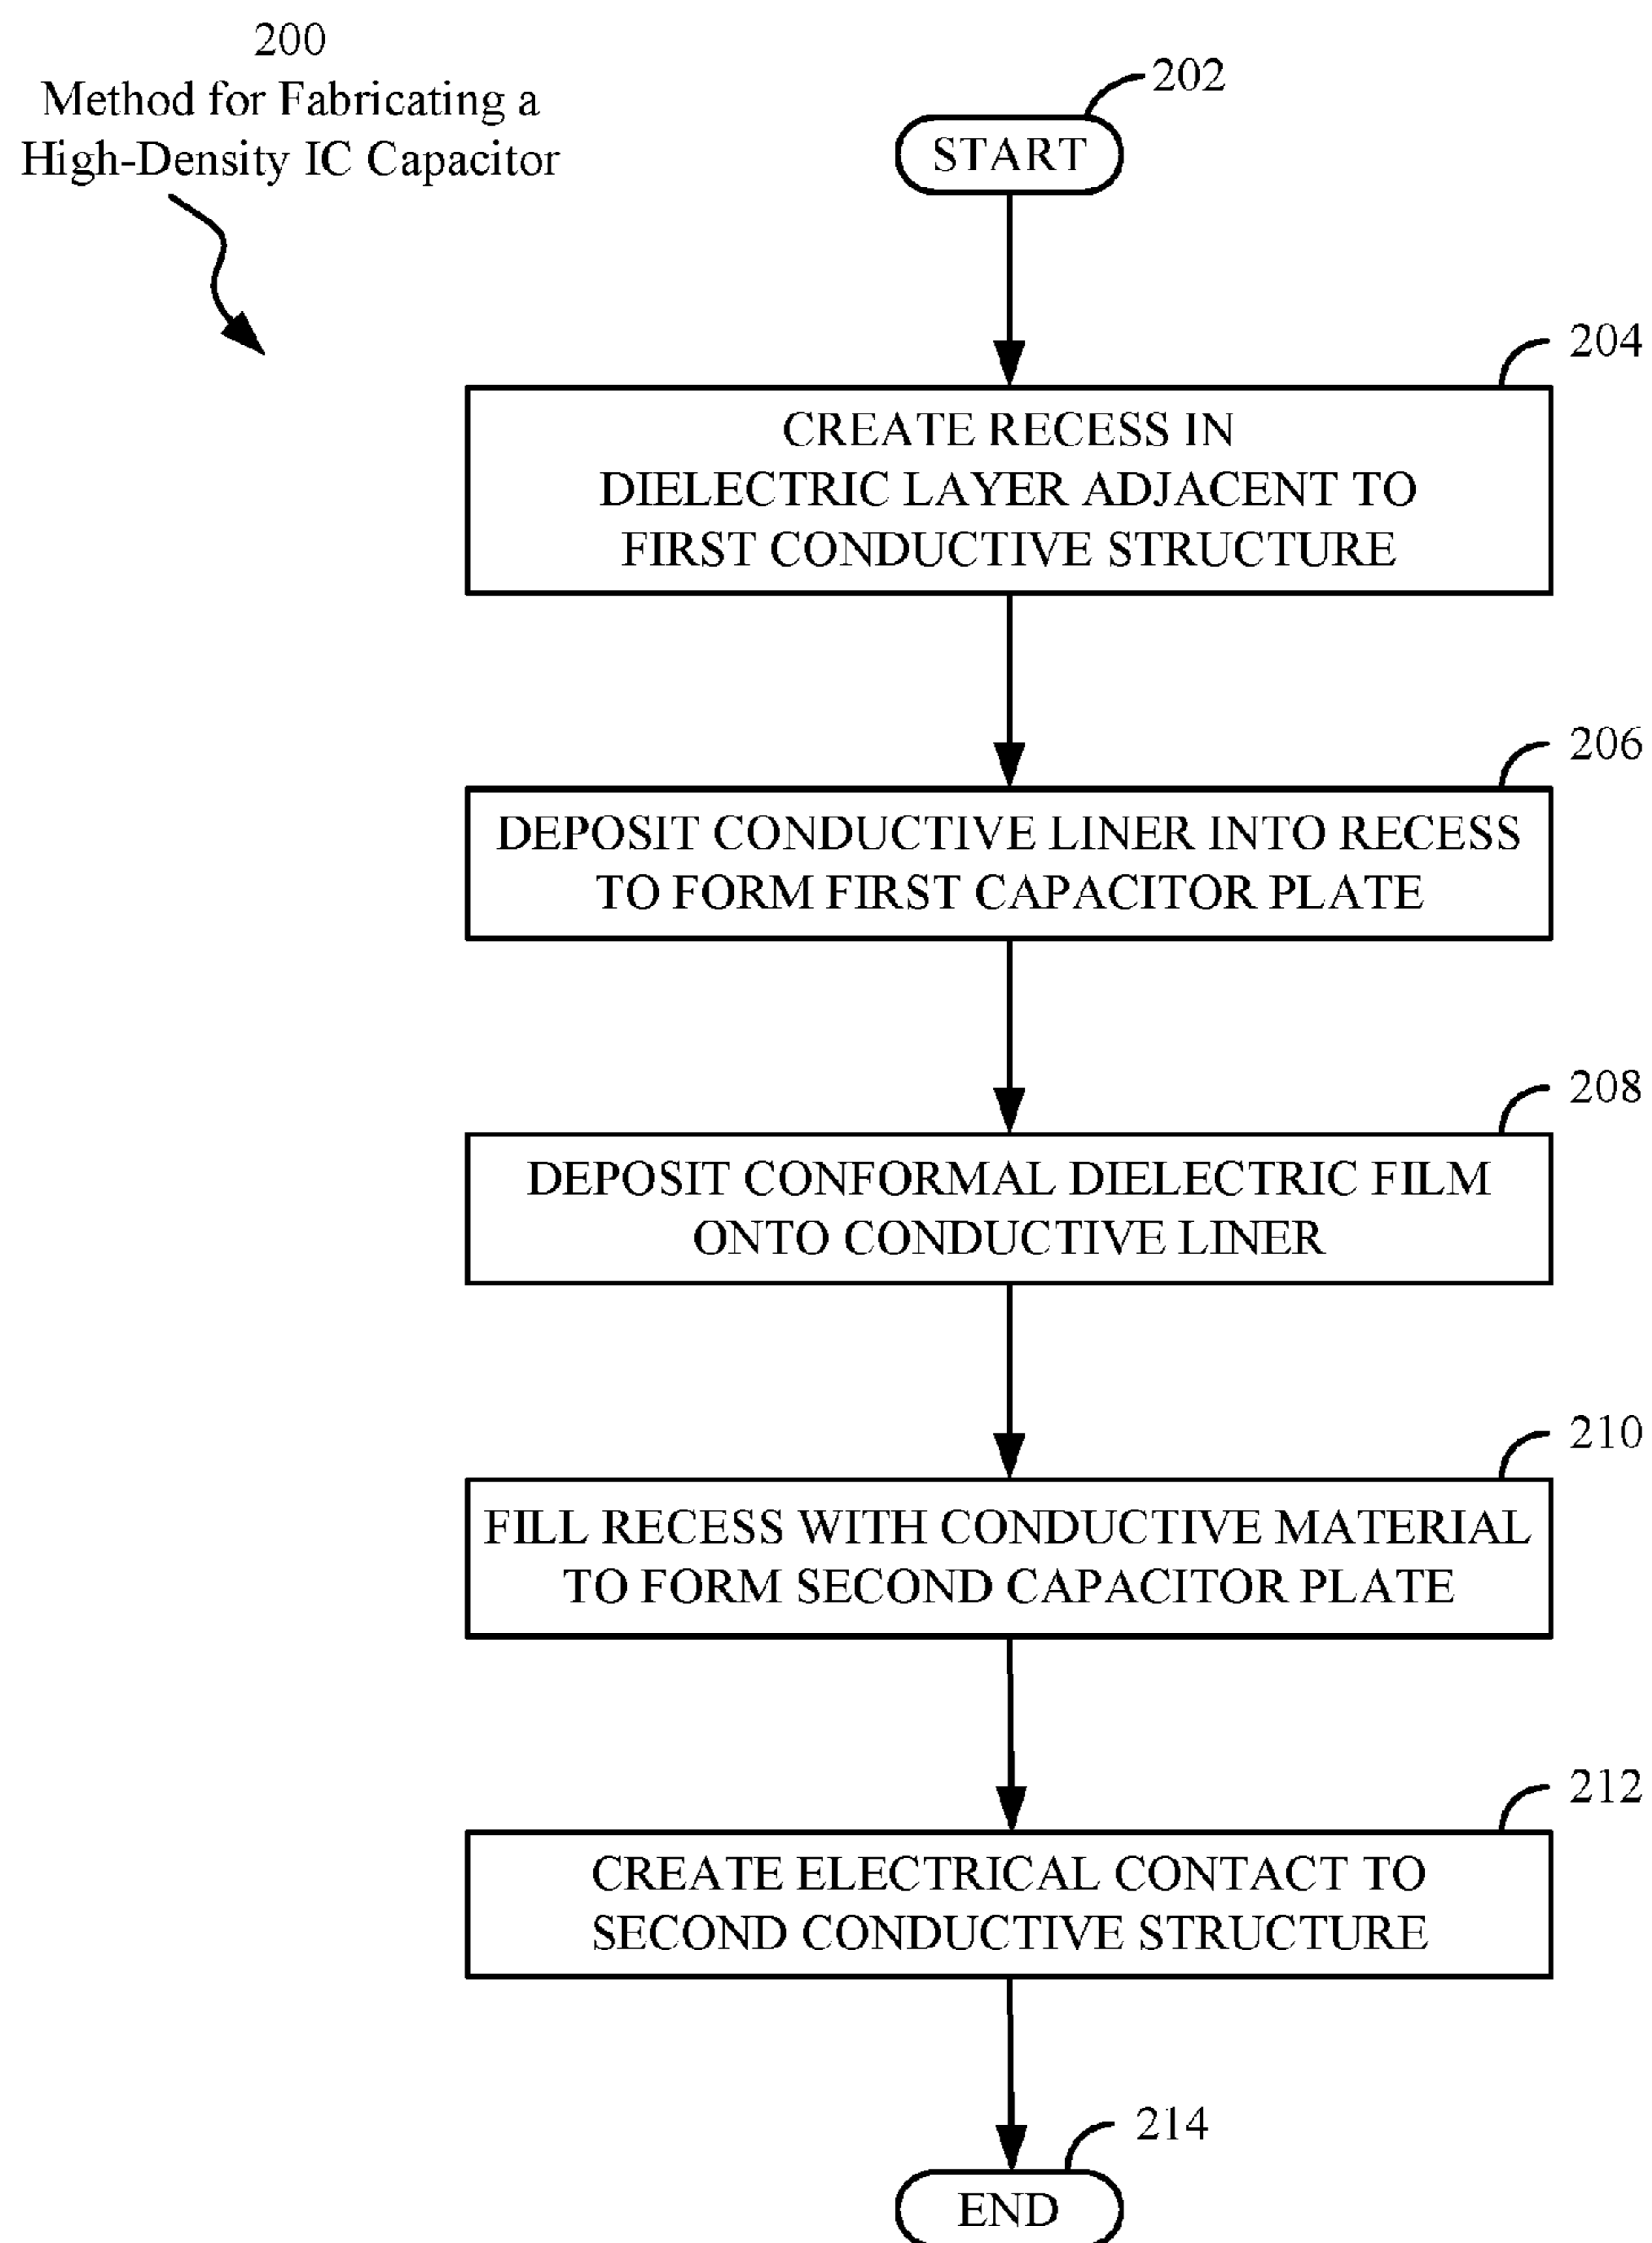 200
Method for Fabricating a
High-Density IC Capacitor
202
START
204
CREATE RECESS IN
DIELECTRIC LAYER ADJACENT TO
FIRST CONDUCTIVE STRUCTURE
206
DEPOSIT CONDUCTIVE LINER INTO RECESS
TO FORM FIRST CAPACITOR PLATE
208
DEPOSIT CONFORMAL DIELECTRIC FILM
ONTO CONDUCTIVE LINER
210
FILL RECESS WITH CONDUCTIVE MATERIAL
TO FORM SECOND CAPACITOR PLATE
212
CREATE ELECTRICAL CONTACT TO
SECOND CONDUCTIVE STRUCTURE
214
END